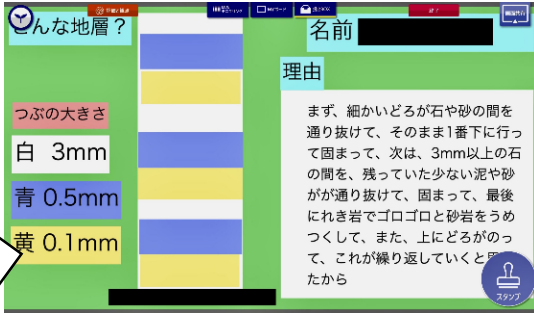 どんな地層?
名前
理由
つぶの大きさ
白 3mm
青 0.5mm
黄 0.1mm
まず、細かいどろが石や砂の間を
通り抜けて、そのまま1番下に行っ
て固まって、次は、3mm以上の石
の間を、残っていた少ない泥や砂
がが通り抜けて、固まって、最後
にれき岩でゴロゴロと砂岩をうめ
つくして、また、上にどろがのっ
て、これが繰り返していくと
たから
スタンプ